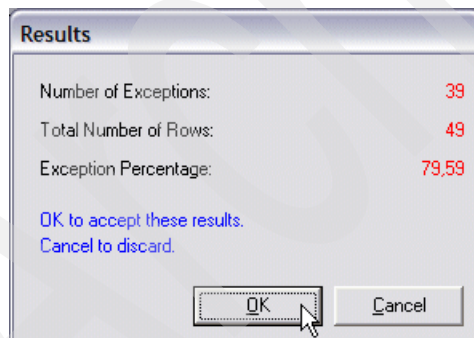 Results
Number of Exceptions: 39
Total Number of Rows: 49
Exception Percentage: 79,59
OK to accept these results.
Cancel to discard.
OK Cancel